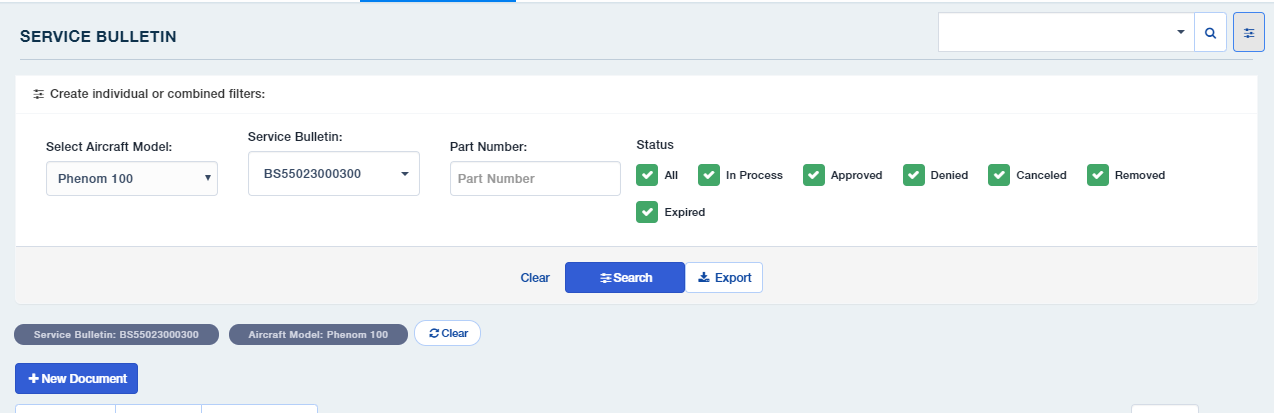 SERVICE BULLETIN
Create individual or combined filters:
Select Aircraft Model:
Phenom 100
Service Bulletin:
BS55023000300
Part Number:
Part Number
Status
All In Process Approved Denied Canceled Removed
Expired
Clear Search Export
Service Bulletin: BS55023000300 Aircraft Model: Phenom 100 Clear
New Document